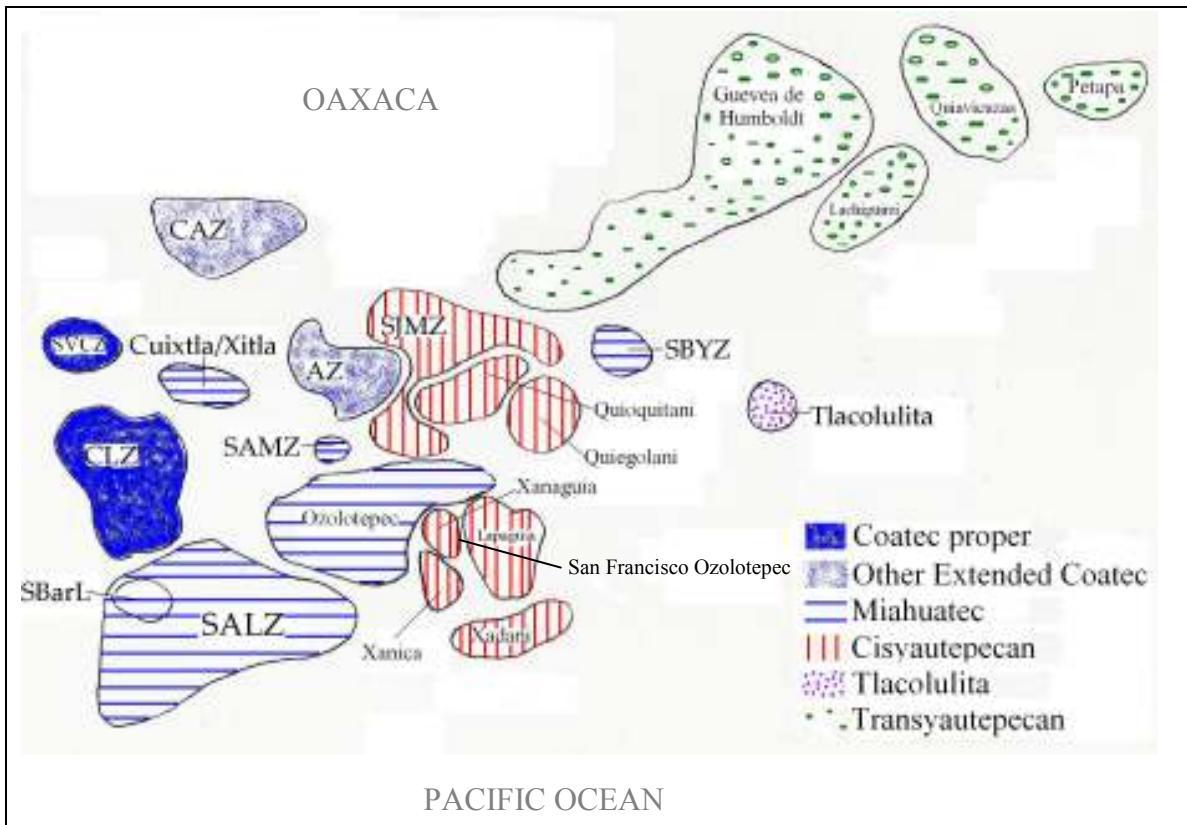 OAXACA
Guevea de
Humboldt
Quiavicuzas
Petapa
Lachiguiri
CAZ
SVCZ
Cuixtla/Xitla
SJMZ
AZ
SBYZ
Quioquitani
Tlacolulita
Quiegolani
CLZ
SAMZ
Xanaguia
Ozolotepec
Lapaguia
San Francisco Ozolotepec
SBarL
SALZ
Xanica
Xadani
Coatec proper
Other Extended Coatec
Miahuatec
Cisyautepecan
Tlacolulita
Transyautepecan
PACIFIC OCEAN